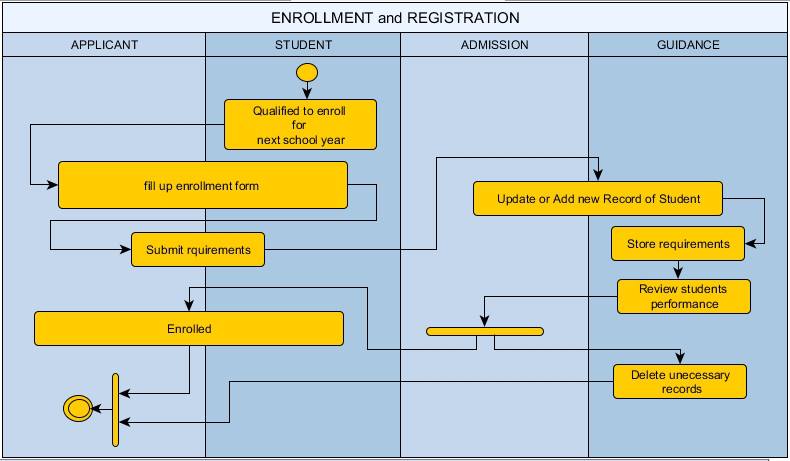 ENROLLMENT and REGISTRATION
APPLICANT
STUDENT
ADMISSION
GUIDANCE
Qualified to enroll
for
next school year
fill up enrollment form
Update or Add new Record of Student
Submit rquirements
Store requirements
Review students
performance
Enrolled
Delete unecessary
records